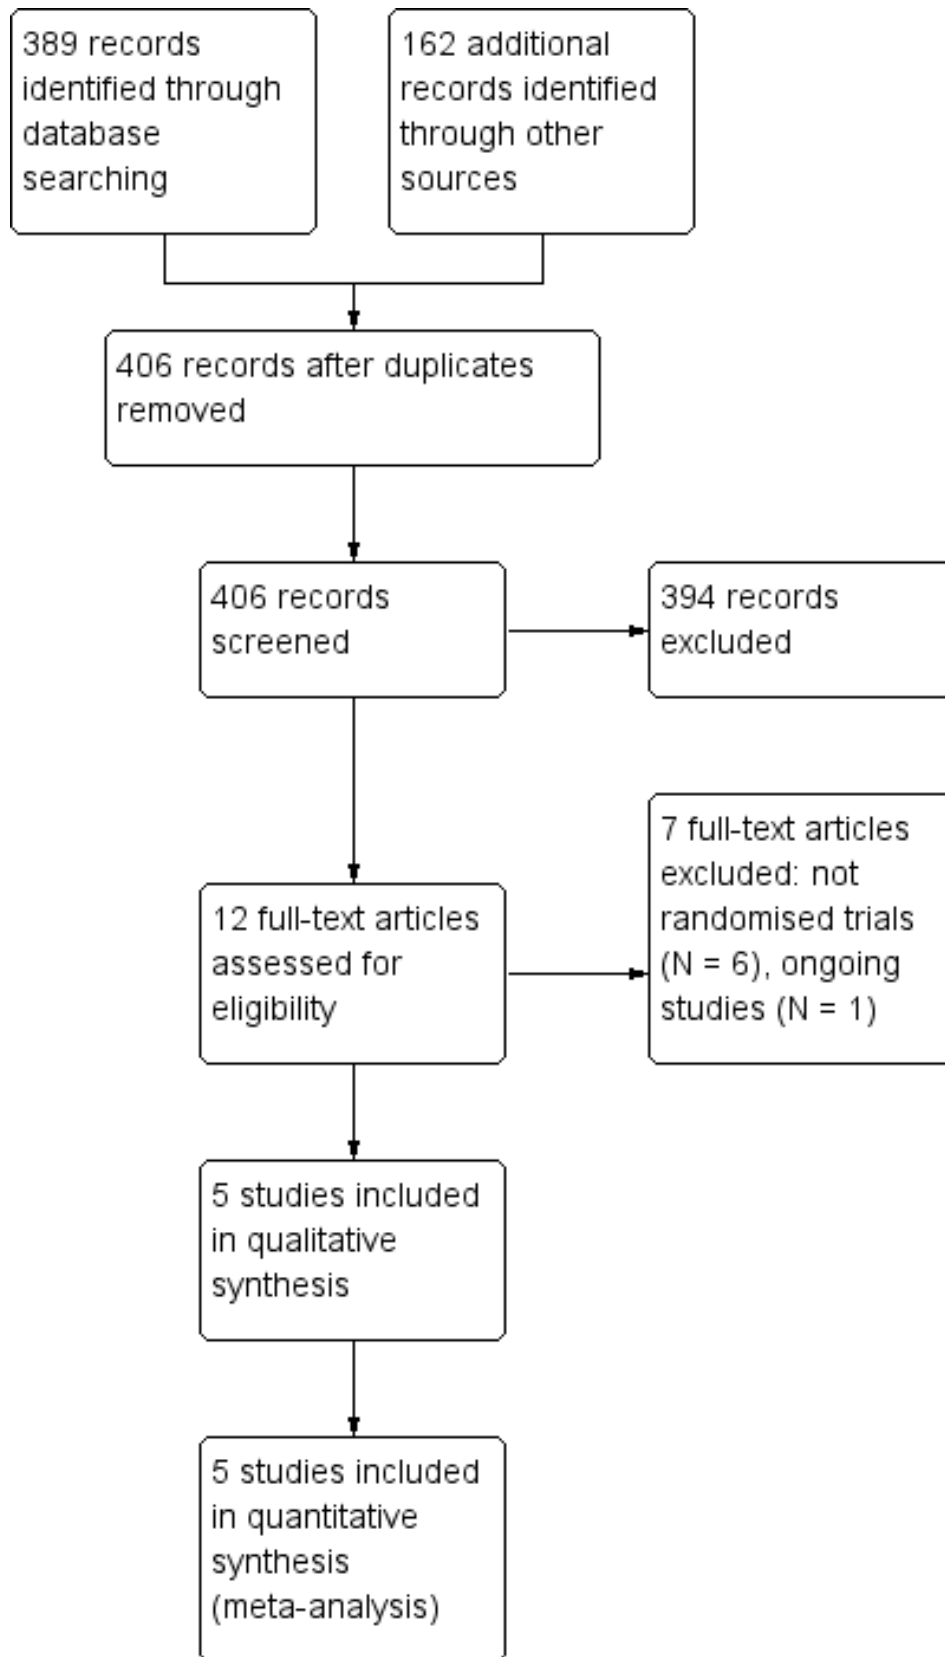 389 records
identified through
database
searching
162 additional
records identified
through other
sources
406 records after duplicates
removed
406 records
screened
394 records
excluded
12 full-text articles
assessed for
eligibility
7 full-text articles
excluded: not
randomised trials
(N = 6), ongoing
studies (N = 1)
5 studies included
in qualitative
synthesis
5 studies included
in quantitative
synthesis
(meta-analysis)